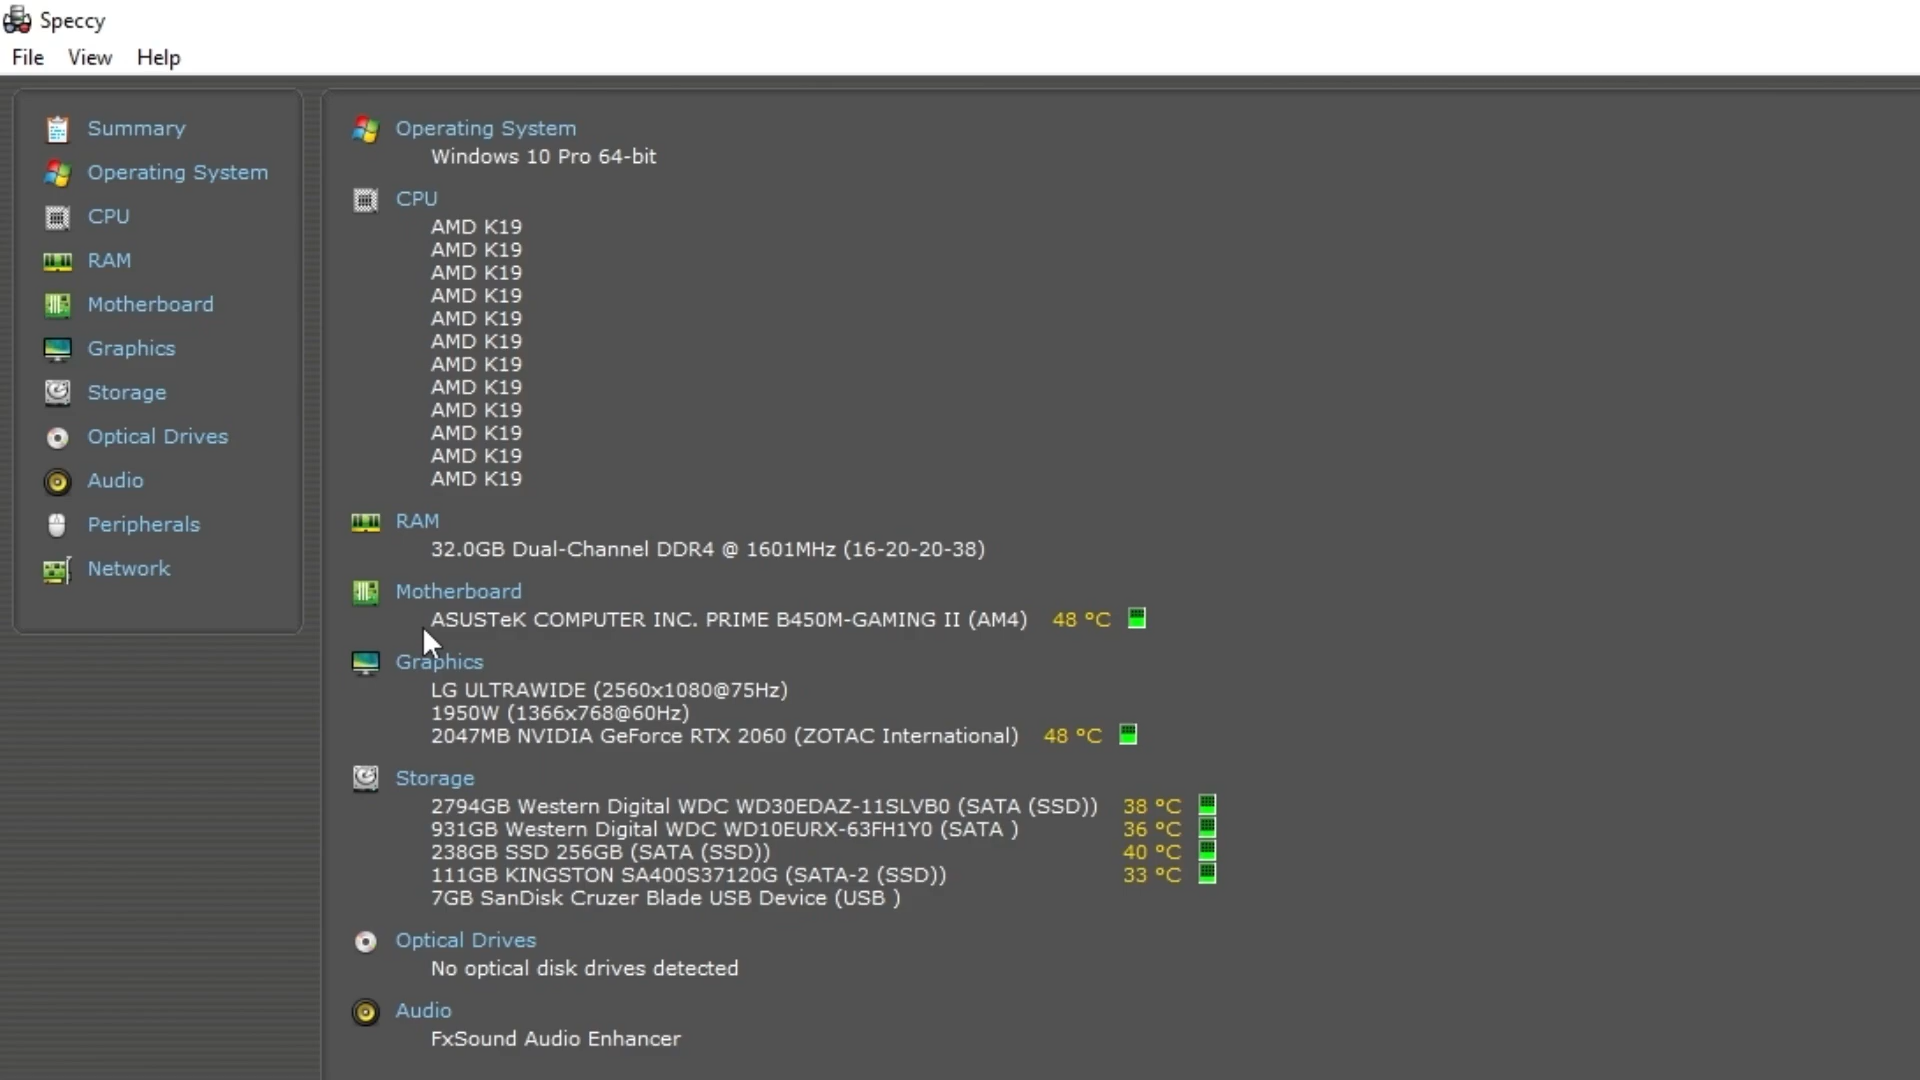 Speccy
File View Help
Summary
Operating System
CPU
RAM
Motherboard
Graphics
Storage
Optical Drives
Audio
Peripherals
Network
Operating System
Windows 10 Pro 64-bit
CPU
AMD K19
AMD K19
AMD K19
AMD K19
AMD K19
AMD K19
AMD K19
AMD K19
AMD K19
AMD K19
AMD K19
AMD K19
RAM
32.0GB Dual-Channel DDR4 @ 1601MHz (16-20-20-38)
Motherboard
ASUSTeK COMPUTER INC. PRIME B450M-GAMING II (AM4) 48 °C
Graphics
LG ULTRAWIDE (2560x1080@75Hz)
1950W (1366x768@60Hz)
2047MB NVIDIA GeForce RTX 2060 (ZOTAC International) 48 °C
Storage
2794GB Western Digital WDC WD30EDAZ-11SLVB0 (SATA (SSD)) 38 °C
931GB Western Digital WDC WD10EURX-63FH1Y0 (SATA ) 36 °C
238GB SSD 256GB (SATA (SSD)) 40 °C
111GB KINGSTON SA400S37120G (SATA-2 (SSD)) 33 °C
7GB SanDisk Cruzer Blade USB Device (USB )
Optical Drives
No optical disk drives detected
Audio
FxSound Audio Enhancer